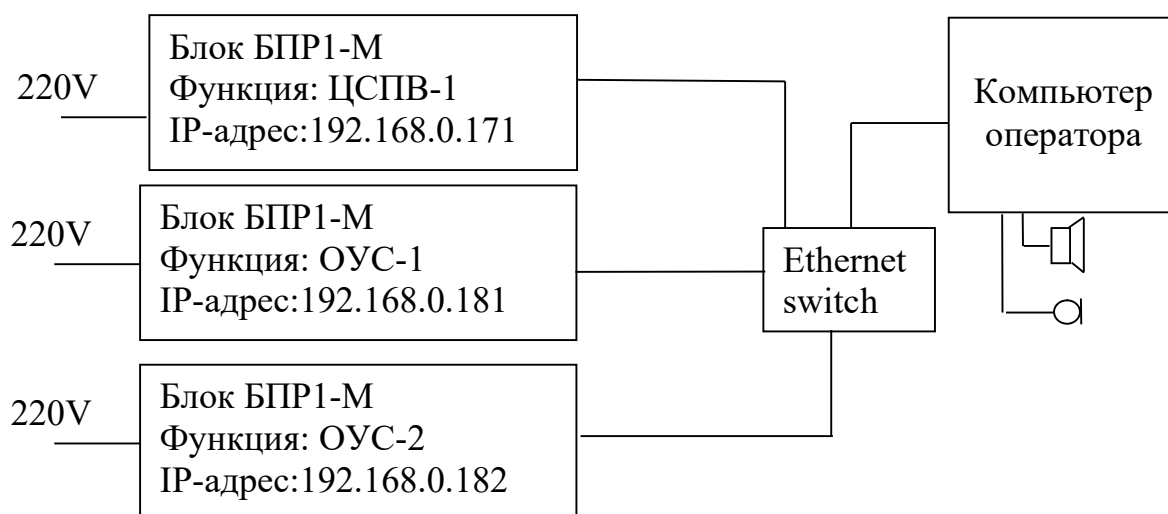 220V
Блок БПР1-М
Функция: ЦСПВ-1
IP-адрес:192.168.0.171
220V
Блок БПР1-М
Функция: ОУС-1
IP-адрес:192.168.0.181
220V
Блок БПР1-М
Функция: ОУС-2
IP-адрес:192.168.0.182
Ethernet
switch
Компьютер
оператора